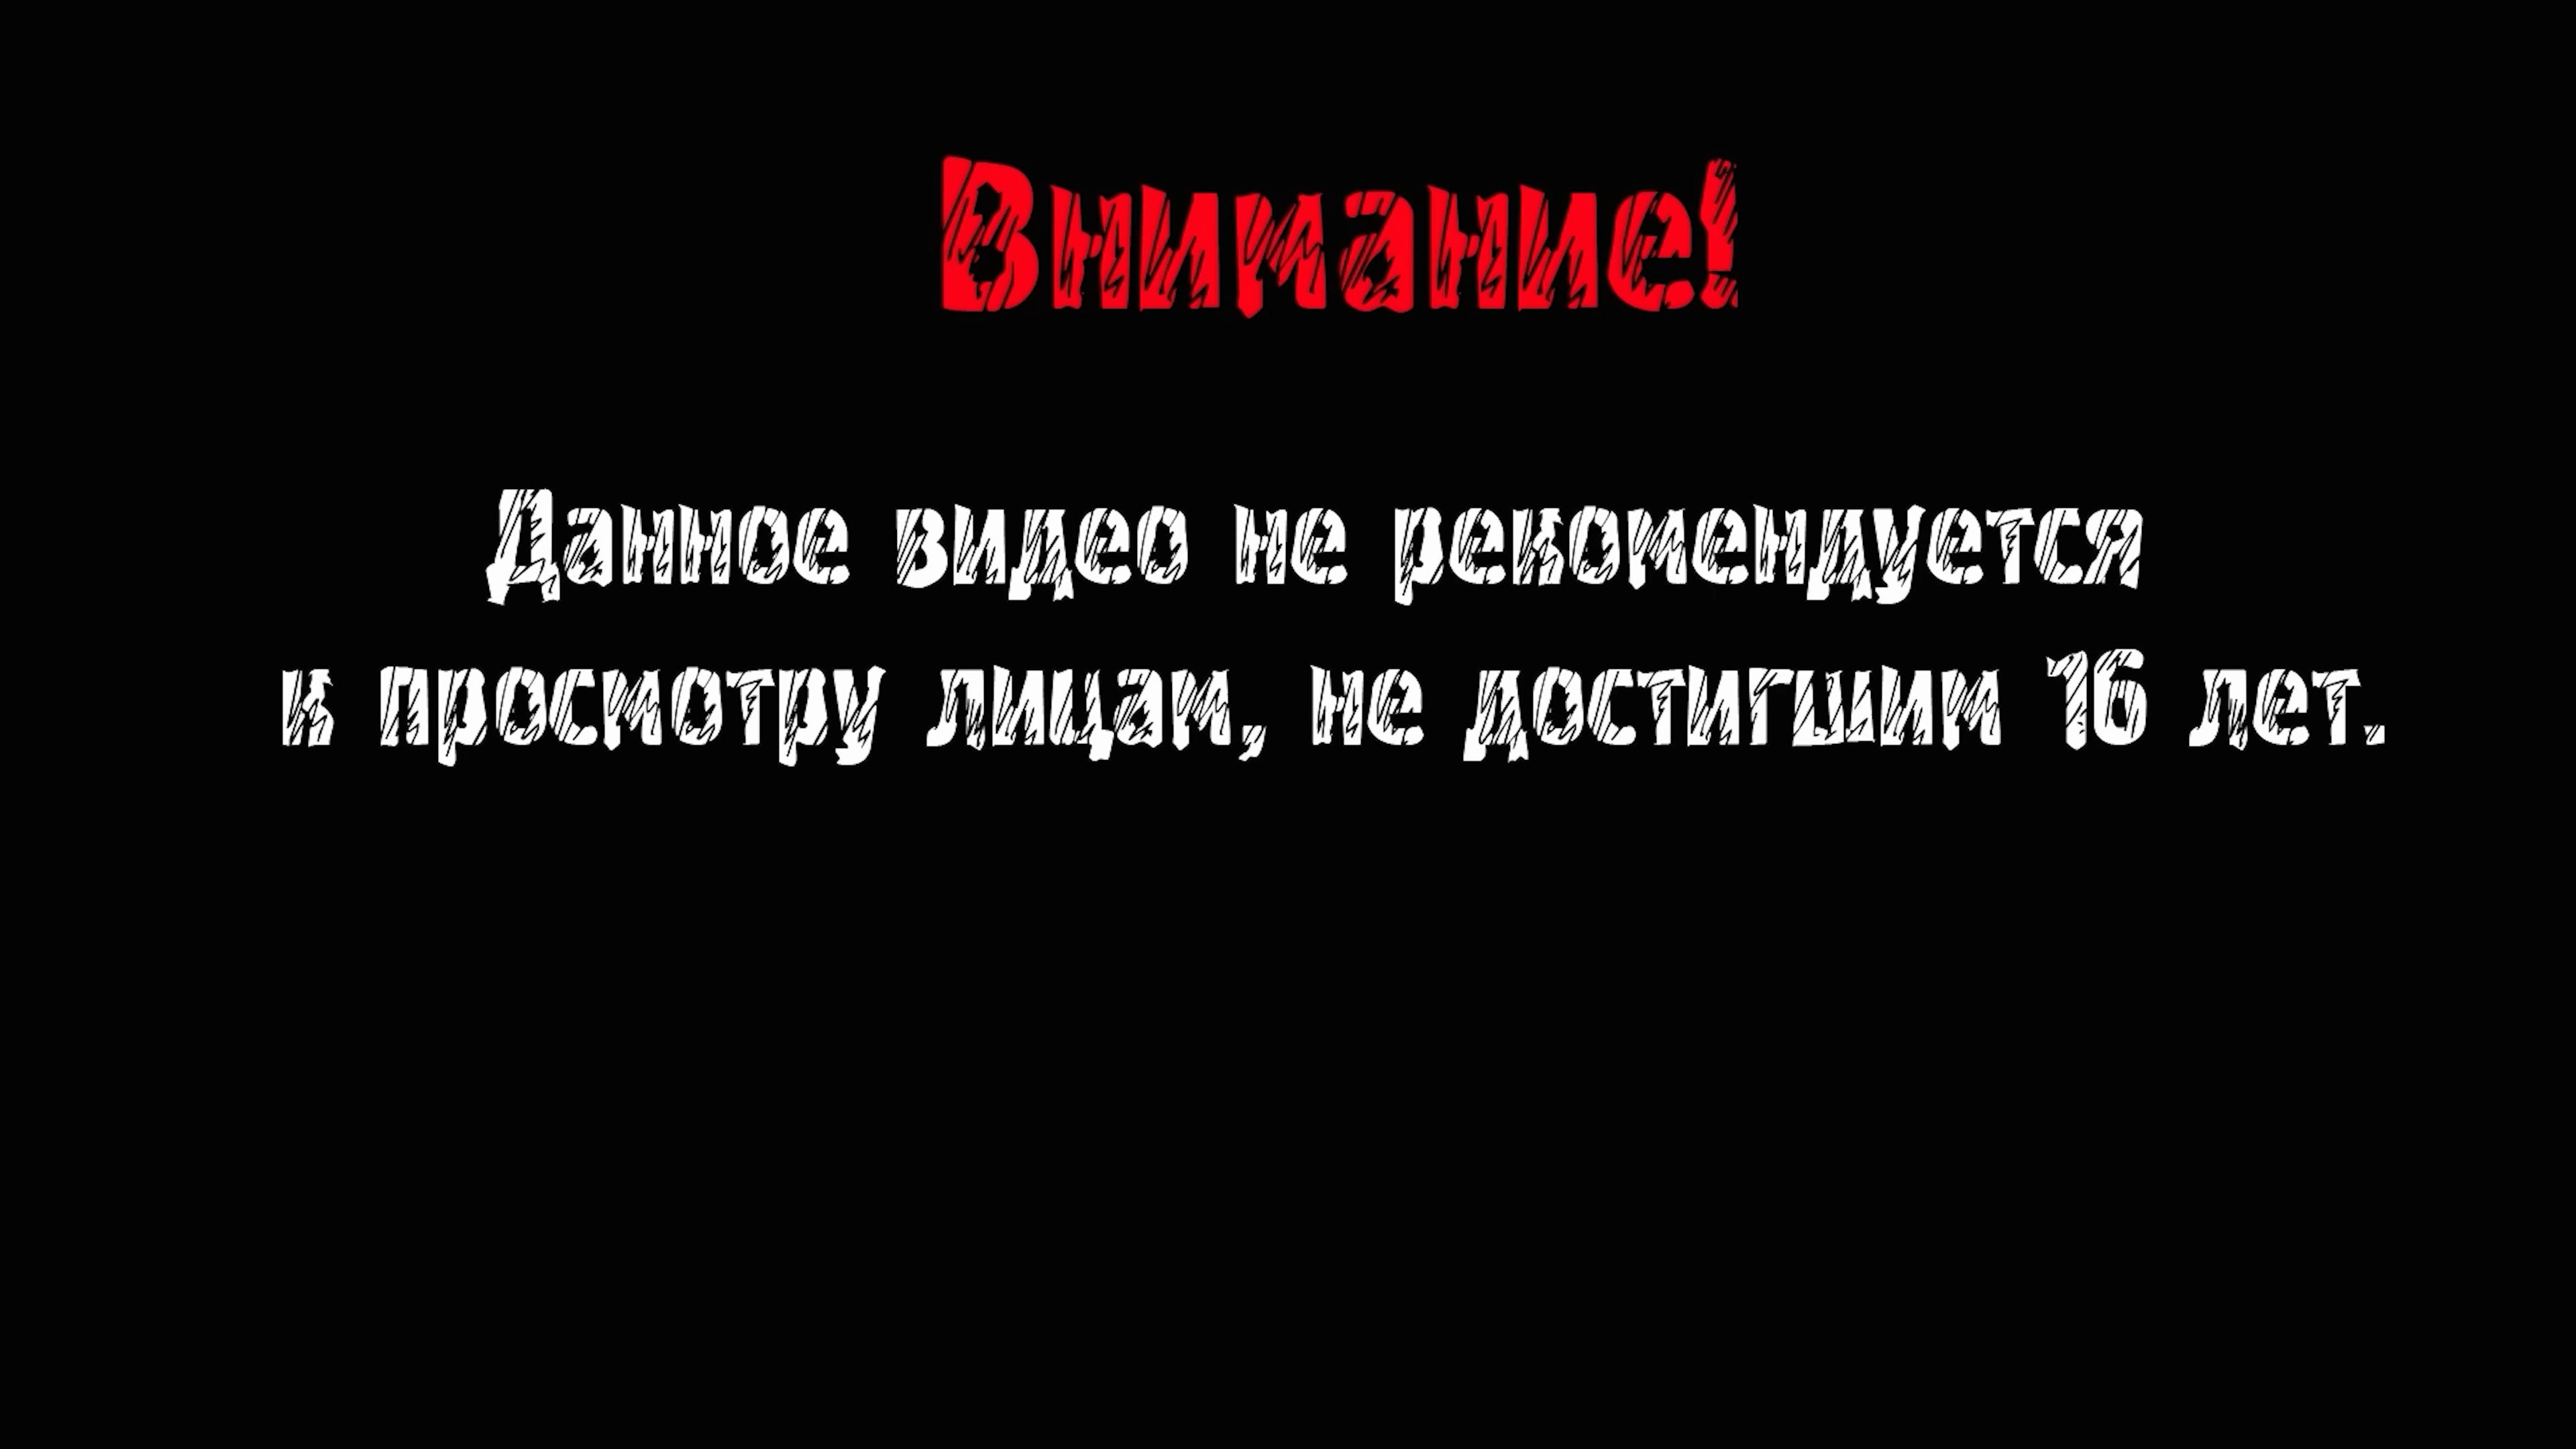 Внимание!
Данное видео не рекомендуется
к просмотру лицам, не достигшим 16 лет.